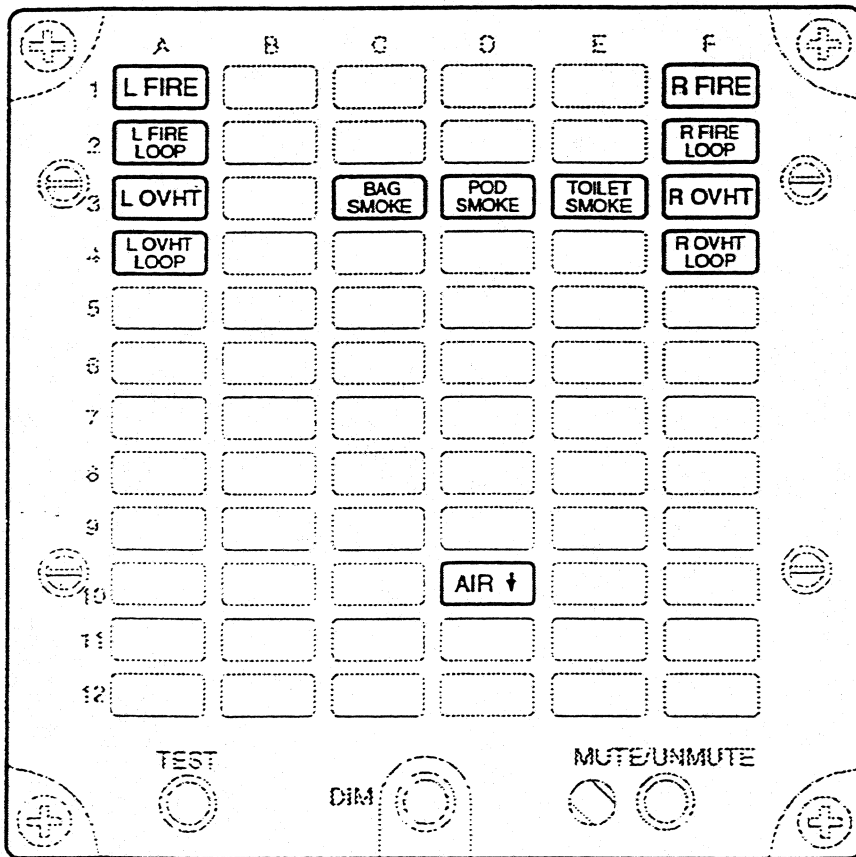 A B C D E F
1 L FIRE R FIRE
2 L FIRE LOOP R FIRE LOOP
3 L OVHT BAG SMOKE POD SMOKE TOILET SMOKE R OVHT
4 L OVHT LOOP R OVHT LOOP
5
6
7
8
9
10 AIR
11
12
TEST MUTE/UNMUTE
DIM